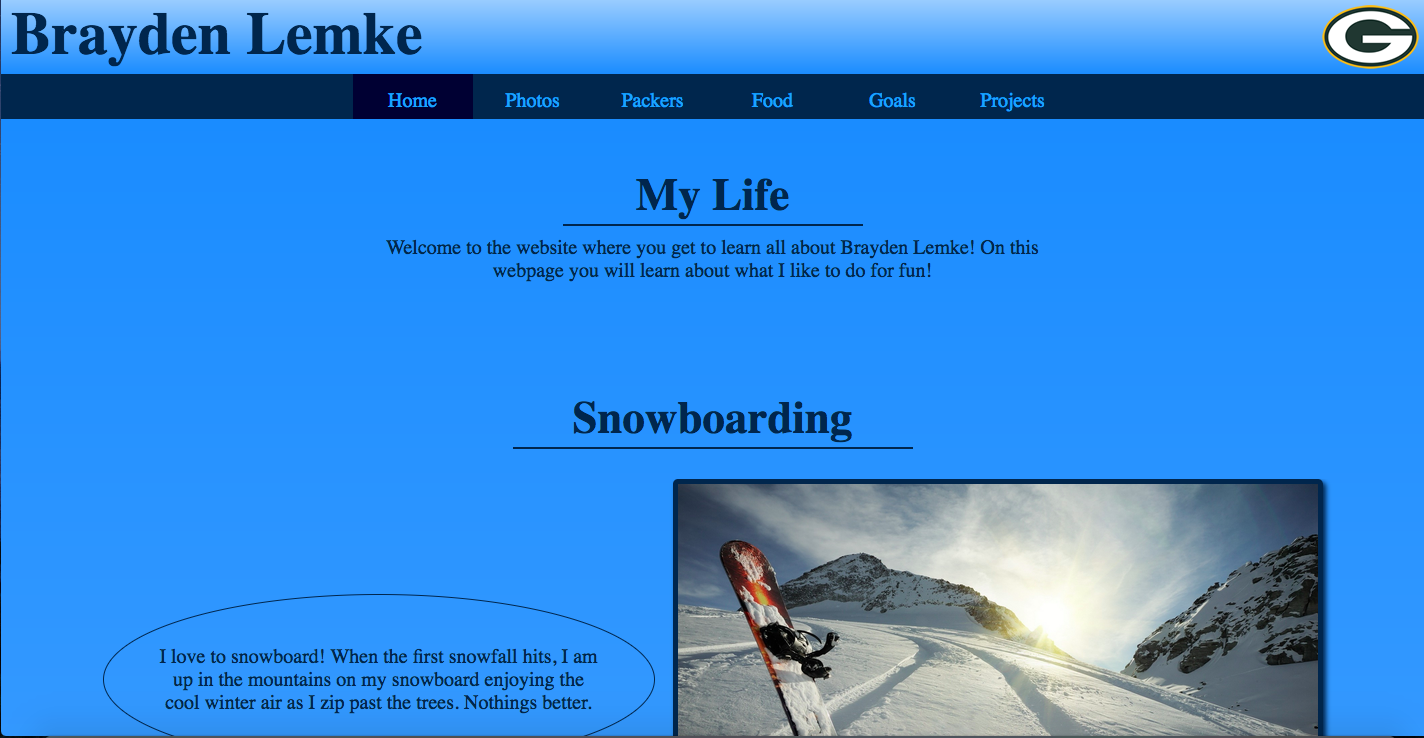 Brayden Lemke
G
Home Photos Packers Food Goals Projects
My Life
Welcome to the website where you get to learn all about Brayden Lemke! On this
webpage you will learn about what I like to do for fun!
Snowboarding
I love to snowboard! When the first snowfall hits, I am
up in the mountains on my snowboard enjoying the
cool winter air as I zip past the trees. Nothings better.